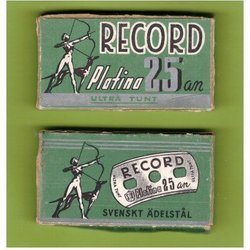 RECORD
Platina 25 an
ULTRA TUNT
RECORD
Platina
25 an
SVENSKT ÄDELSTÅL